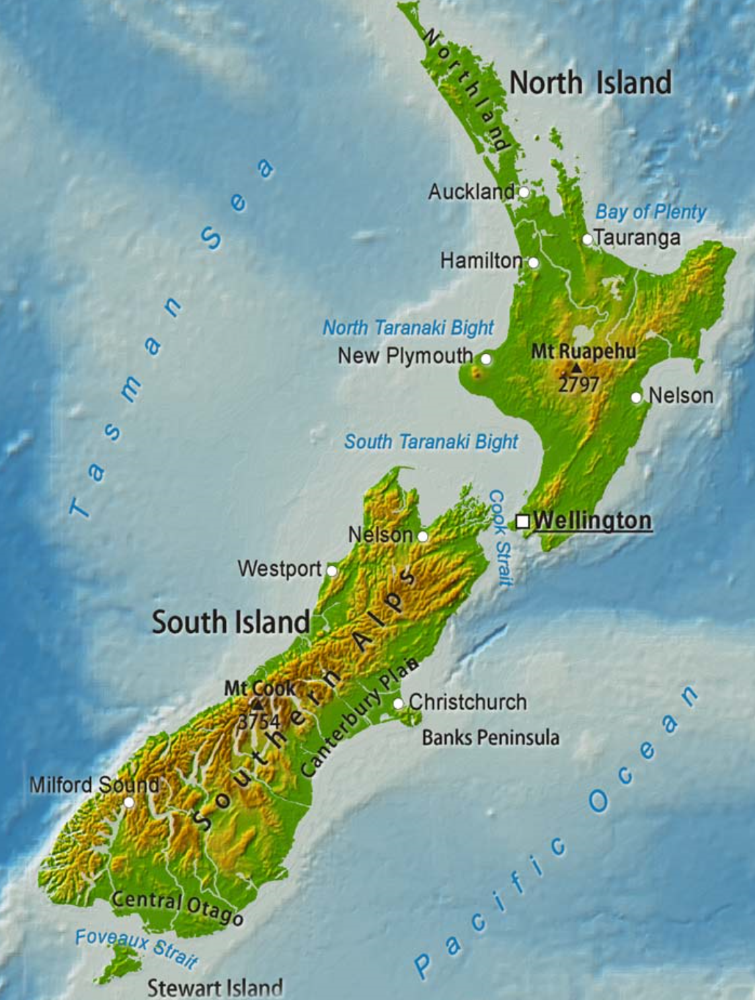 Northland
North Island
Auckland
Bay of Plenty
Tauranga
Hamilton
Tasman Sea
North Taranaki Bight
New Plymouth
Mt Ruapehu
2797
Nelson
South Taranaki Bight
Cook Strait
Wellington
Nelson
Westport
South Island
Southern Alps
Canterbury Plain
Mt Cook
3754
Christchurch
Banks Peninsula
Pacific Ocean
Milford Sound
Central Otago
Foveaux Strait
Stewart Island